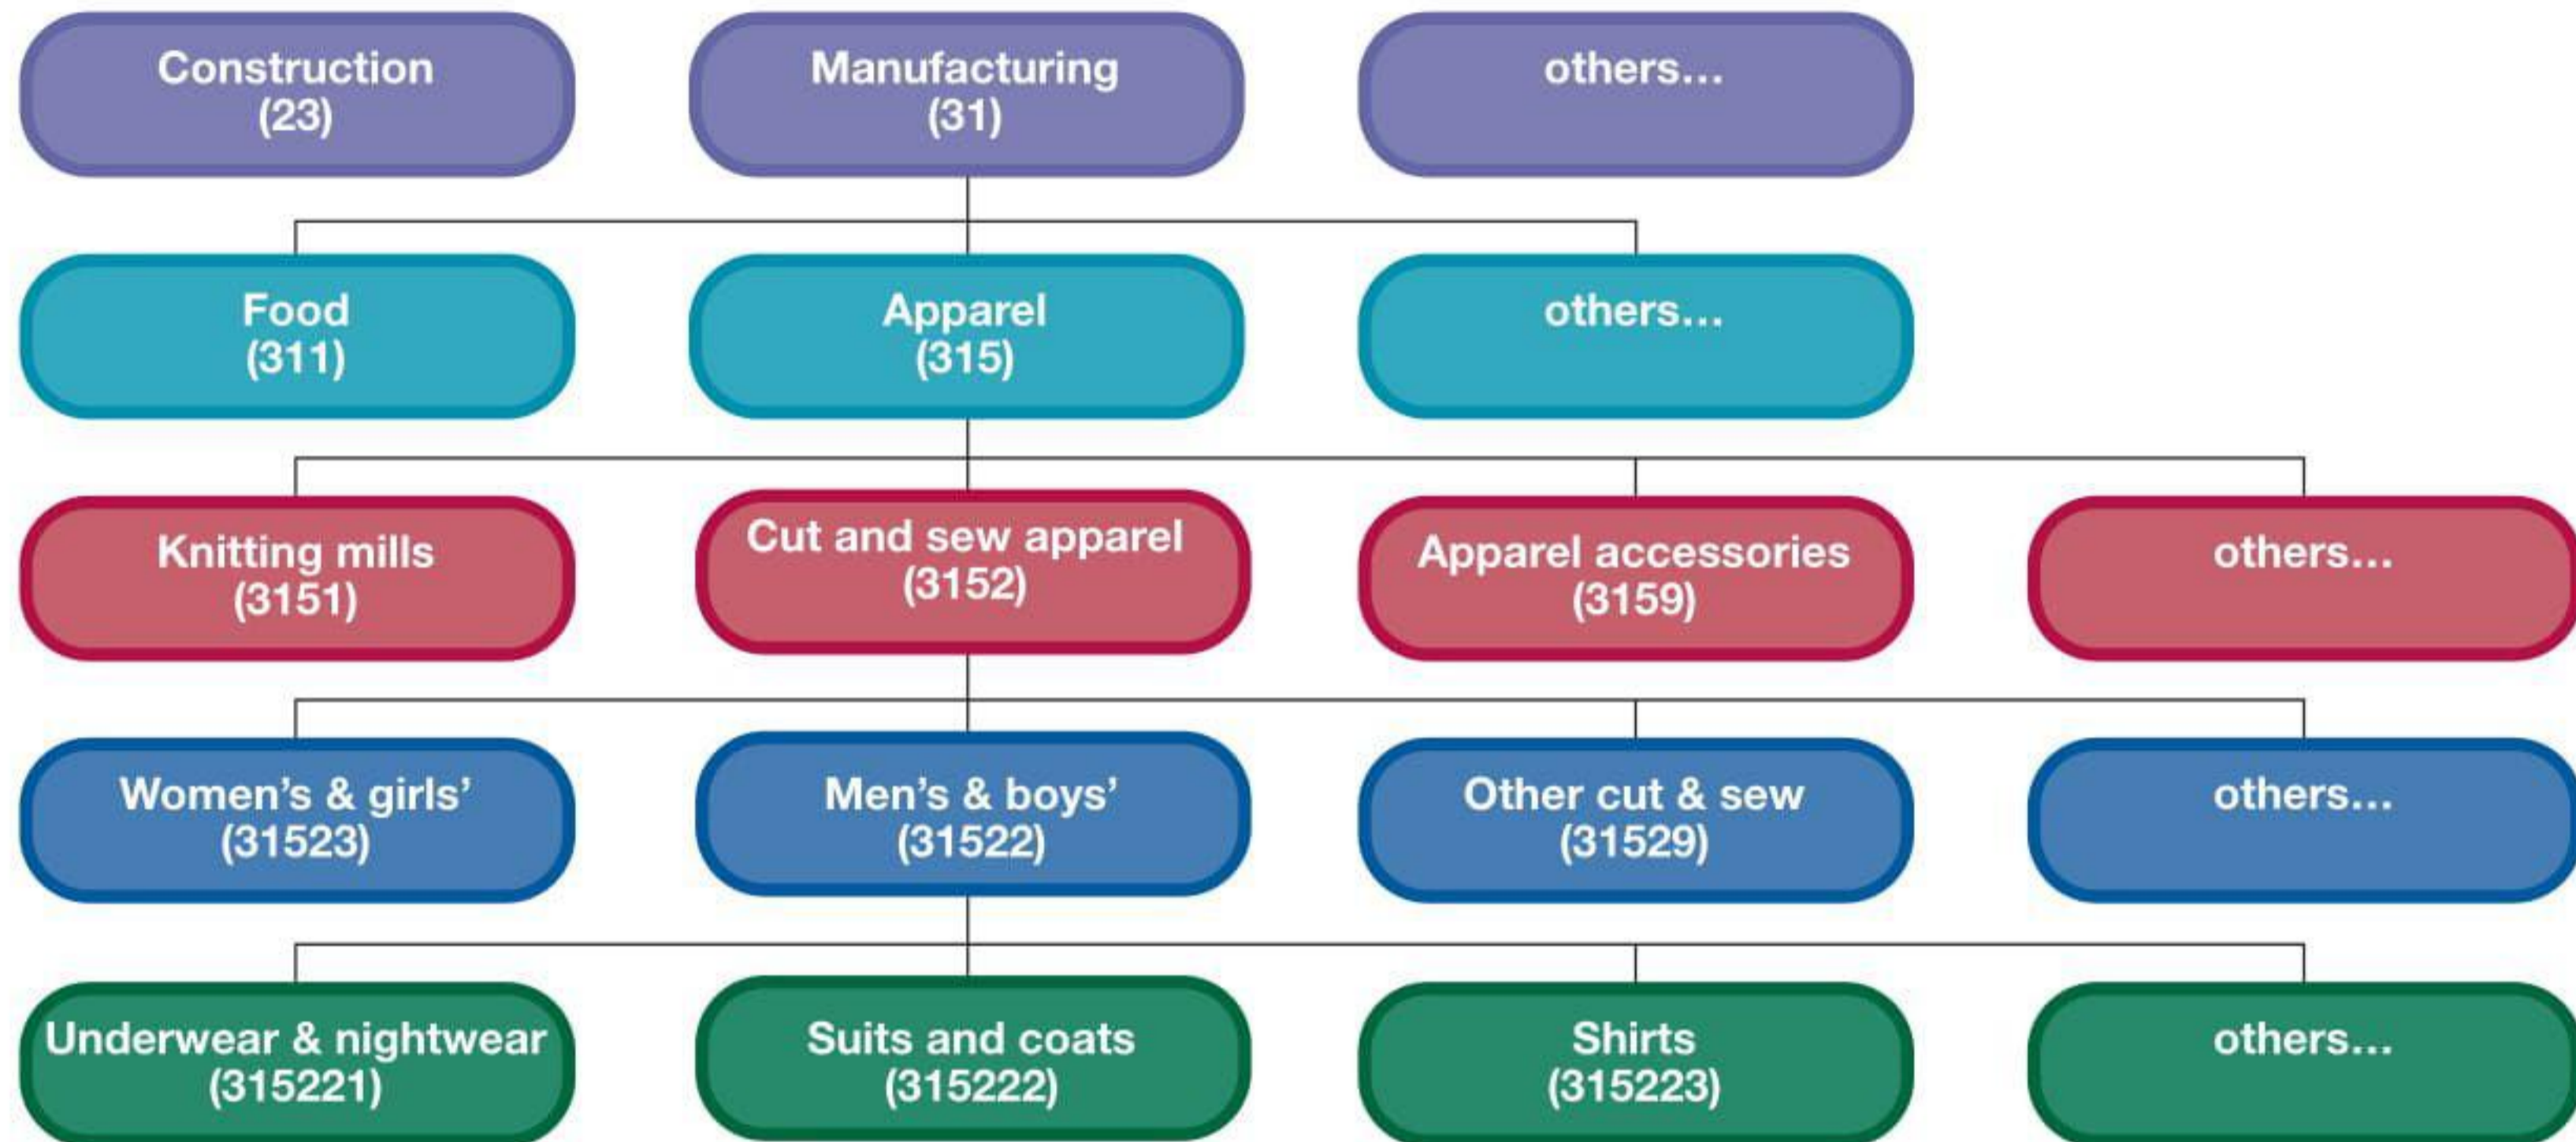 Construction
(23)
Manufacturing
(31)
others...
Food
(311)
Apparel
(315)
others...
Knitting mills
(3151)
Cut and sew apparel
(3152)
Apparel accessories
(3159)
others...
Women’s & girls’
(31523)
Men’s & boys’
(31522)
Other cut & sew
(31529)
others...
Underwear & nightwear
(315221)
Suits and coats
(315222)
Shirts
(315223)
others...